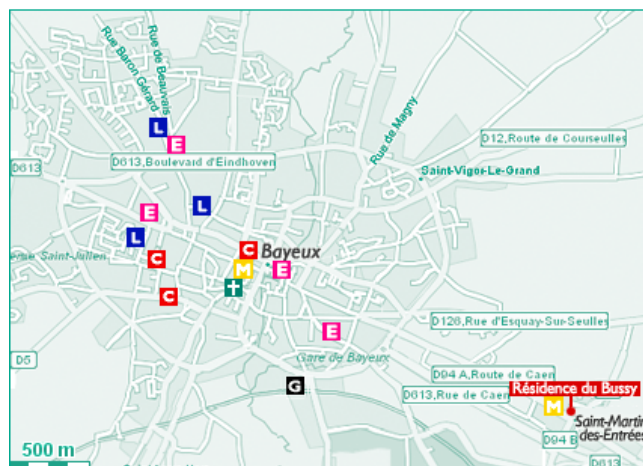 Rue de Beauvais
Rue Baron Gérard
L
E
Rue de Magny
D12,Route de Courseulles
D613,Boulevard d'Eindhoven
D613
Saint-Vigor-Le-Grand
L
E
L
C
Bayeux
Saint-Julien
C
M
E
C
D126,Rue d'Esquay-Sur-Seulles
E
Gare de Bayeux
D5
D94 A,Route de Caen
G
Résidence du Bussy
D613,Rue de Caen
M
Saint-Martin
des-Entrées
D94 B
500 m
D613